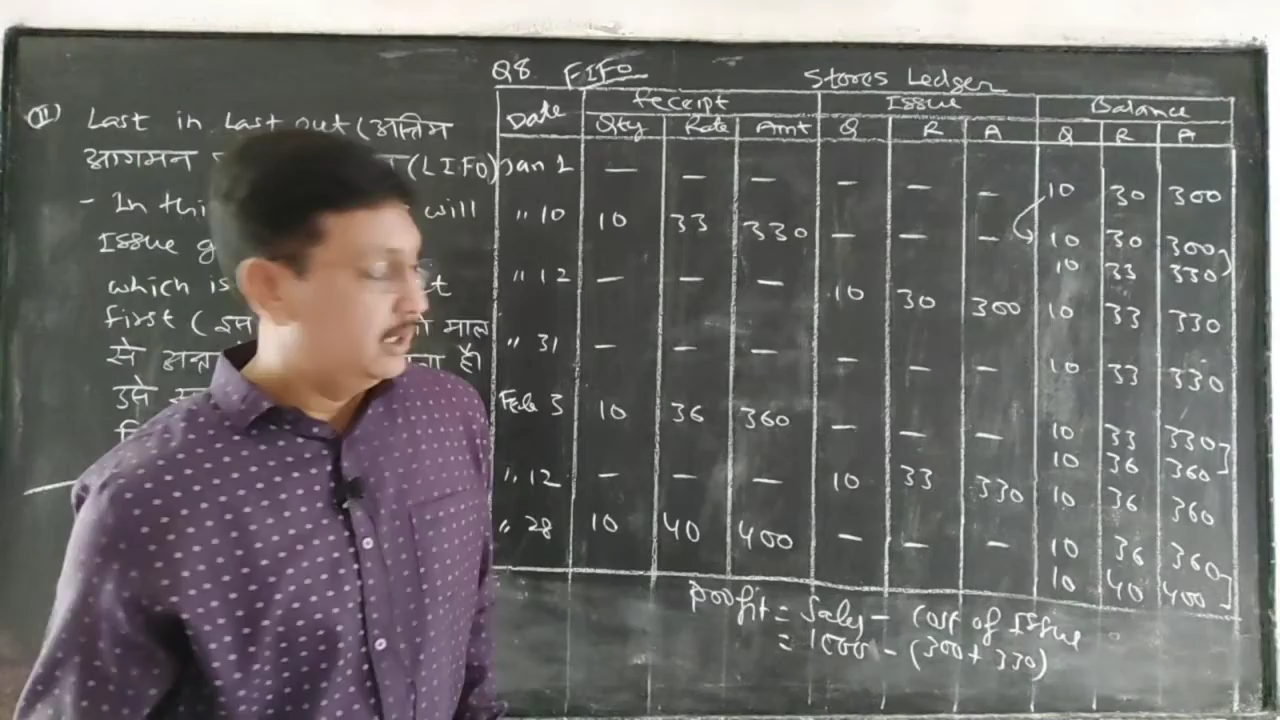 II) Last in Last out (अन्तिम
आगमन (LIFO)
- In this will
Issue
which is
first ( माल
से है।
उसे
Q8 FIFO Stores Ledger
Date Receipt Issue Balance
Qty Rate Amt Q R A Q R A
Jan 1 — — — — — — 10 30 300
" 10 10 33 330 — — — 10 30 300
10 33 330
" 12 — — — 10 30 300 10 33 330
" 31 — — — — — — 10 33 330
Feb 3 10 36 360 — — — 10 33 330
10 36 360
" 12 — — — 10 33 330 10 36 360
" 28 10 40 400 — — — 10 36 360
10 40 400
Profit = Sales - Cost of Issue
= 1000 - (300 + 330)